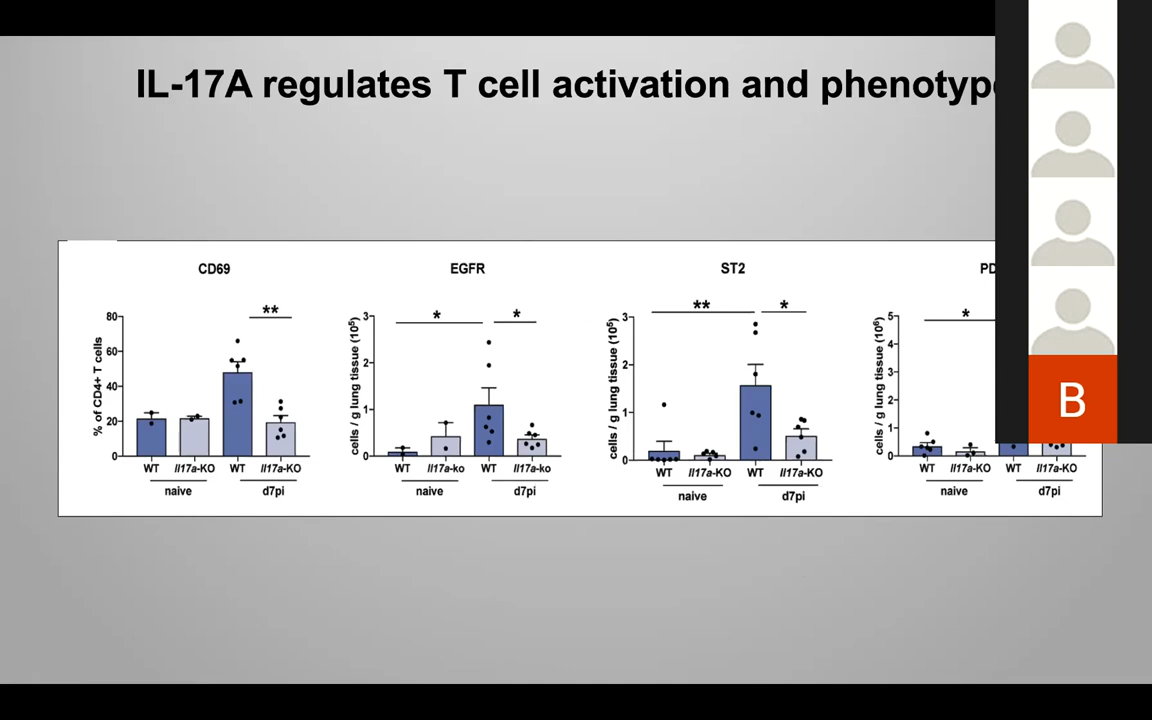 IL-17A regulates T cell activation and phenotype
CD69
% of CD4+ T cells
80
60
40
20
0
**
WT
Il17a-KO
WT
Il17a-KO
naive
d7pi
EGFR
cells / g lung tissue (10⁵)
3
2
1
0
*
*
WT
Il17a-ko
WT
Il17a-ko
naive
d7pi
ST2
cells / g lung tissue (10⁵)
3
2
1
0
**
*
WT
Il17a-KO
WT
Il17a-KO
naive
d7pi
PD
cells / g lung tissue (10⁶)
5
4
3
2
1
0
*
WT
Il17a-KO
WT
Il17a-KO
naive
d7pi
B